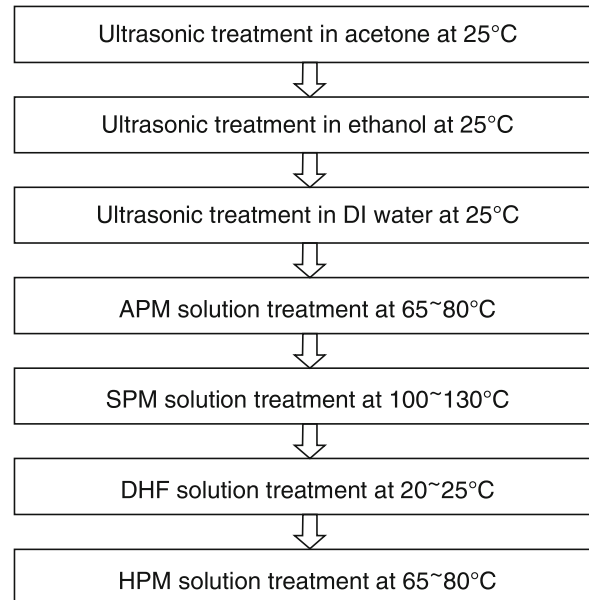 Ultrasonic treatment in acetone at 25°C
Ultrasonic treatment in ethanol at 25°C
Ultrasonic treatment in DI water at 25°C
APM solution treatment at 65~80°C
SPM solution treatment at 100~130°C
DHF solution treatment at 20~25°C
HPM solution treatment at 65~80°C